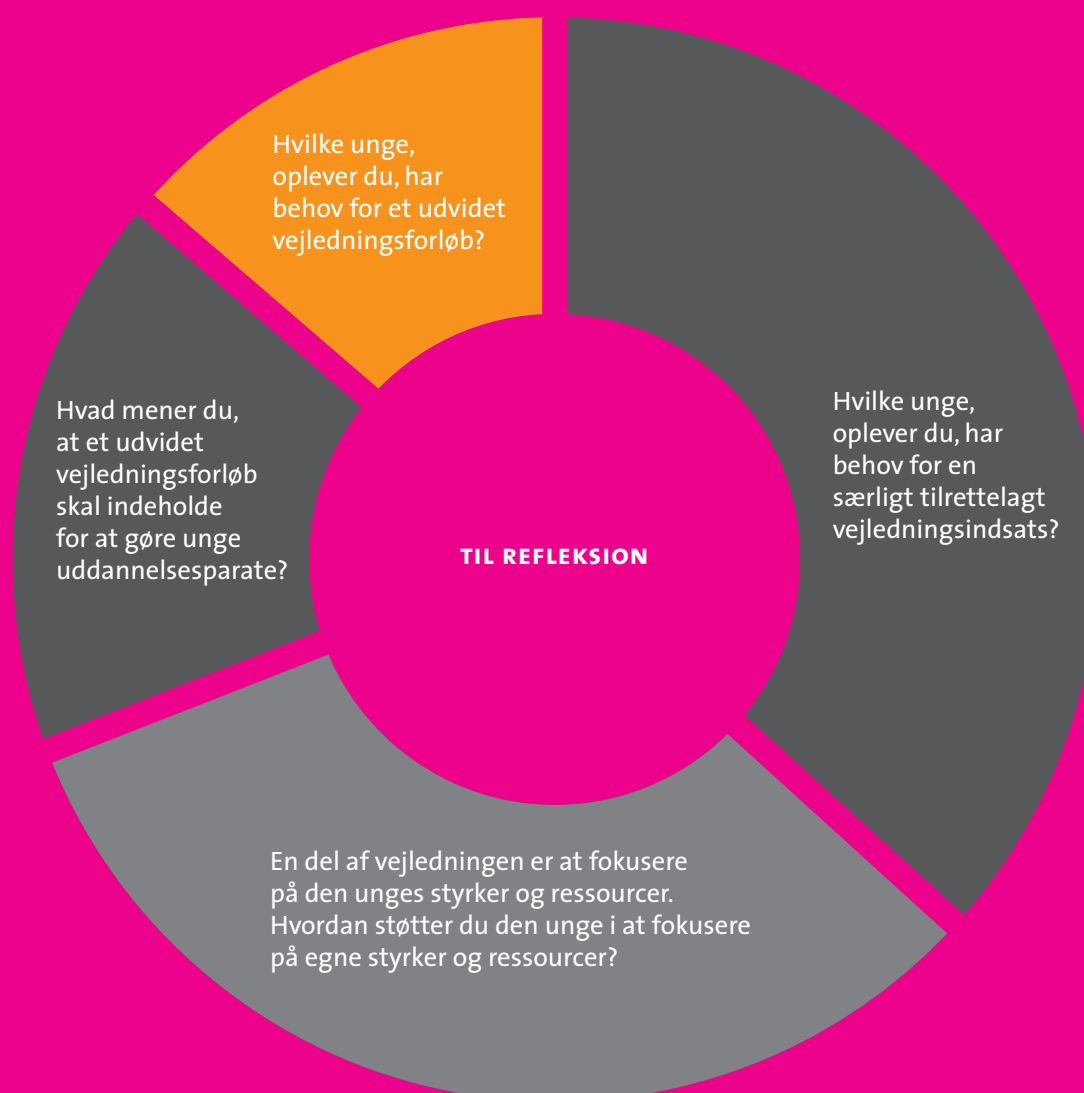 Hvilke unge,
oplever du, har
behov for et udvidet
vejledningsforløb?
Hvilke unge,
oplever du, har
behov for en
særligt tilrettelagt
vejledningsindsats?
Hvad mener du,
at et udvidet
vejledningsforløb
skal indeholde
for at gøre unge
uddannelsesparate?
TIL REFLEKSION
En del af vejledningen er at fokusere
på den unges styrker og ressourcer.
Hvordan støtter du den unge i at fokusere
på egne styrker og ressourcer?